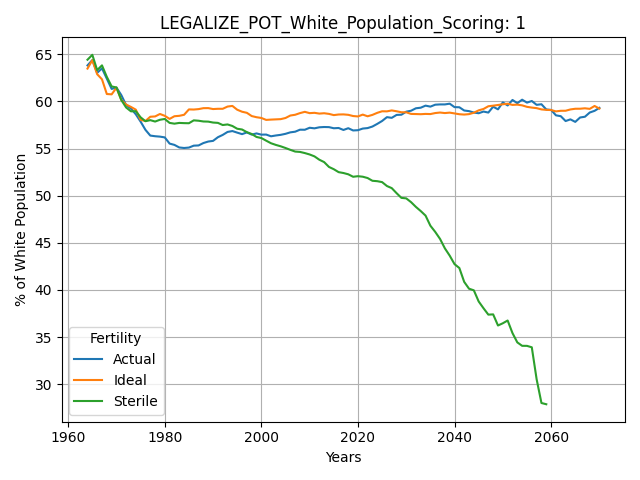 LEGALIZE_POT_White_Population_Scoring: 1
% of White Population
65
60
55
50
45
40
35
30
Fertility
Actual
Ideal
Sterile
1960
1980
2000
2020
2040
2060
Years